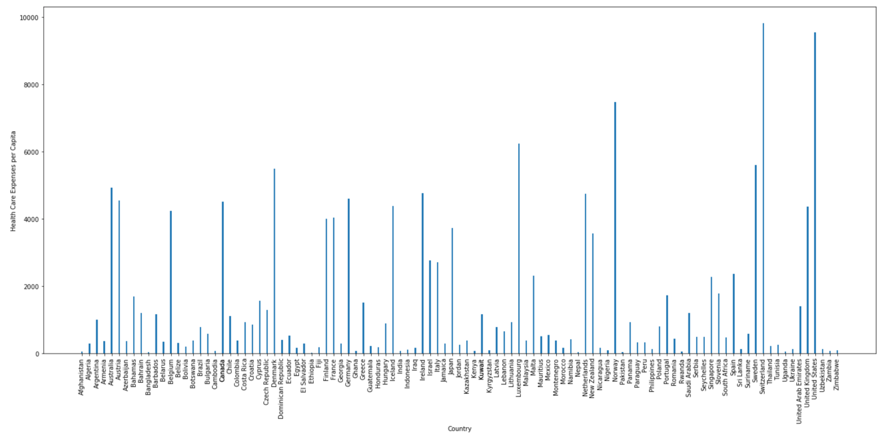 10000
8000
6000
4000
2000
0
Health Care Expenses per Capita
Afghanistan
Algeria
Argentina
Armenia
Australia
Austria
Azerbaijan
Bahamas
Bahrain
Bangladesh
Barbados
Belarus
Belgium
Belize
Bolivia
Botswana
Brazil
Bulgaria
Cambodia
Canada
Chile
Colombia
Costa Rica
Croatia
Cyprus
Czech Republic
Denmark
Dominican Republic
Ecuador
Egypt
El Salvador
Ethiopia
Fiji
Finland
France
Georgia
Germany
Ghana
Greece
Guatemala
Honduras
Hungary
Iceland
India
Indonesia
Iraq
Ireland
Israel
Italy
Jamaica
Japan
Jordan
Kazakhstan
Kenya
Kuwait
Kyrgyzstan
Latvia
Lebanon
Lithuania
Luxembourg
Malaysia
Malta
Mauritius
Mexico
Montenegro
Morocco
Namibia
Nepal
Netherlands
New Zealand
Nicaragua
Nigeria
Norway
Pakistan
Panama
Paraguay
Peru
Philippines
Poland
Portugal
Romania
Rwanda
Saudi Arabia
Serbia
Seychelles
Singapore
Slovenia
South Africa
Spain
Sri Lanka
Suriname
Sweden
Switzerland
Thailand
Tunisia
Uganda
Ukraine
United Arab Emirates
United Kingdom
United States
Uzbekistan
Zambia
Zimbabwe
Country